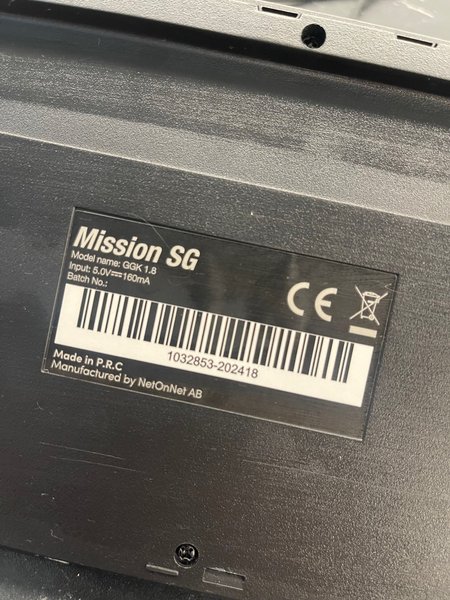 Mission SG
Model name: GGK 1.8
Input: 5.0V⎓160mA
Batch No.:
CE
1032853-202418
Made in P.R.C
Manufactured by NetOnNet AB